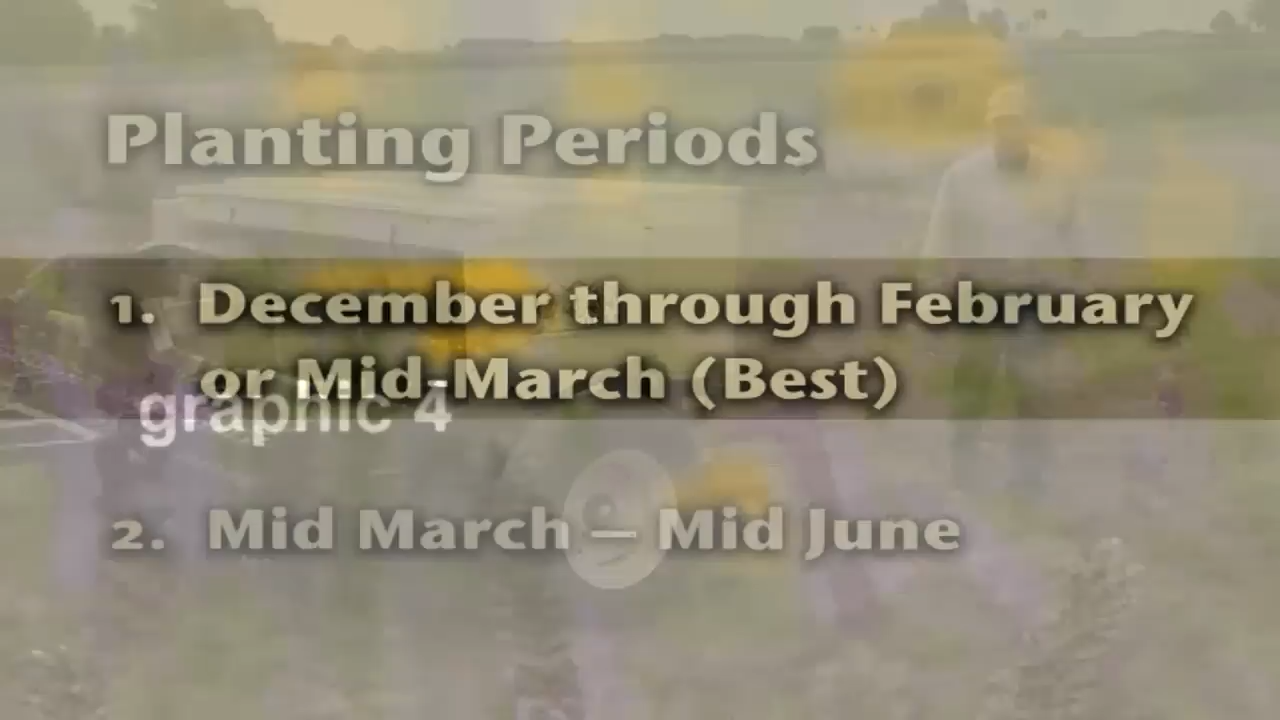 Planting Periods
1. December through February
or Mid-March (Best)
graphic 4
2. Mid March – Mid June